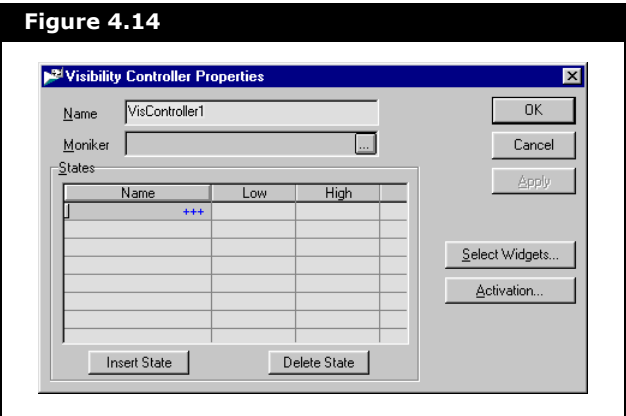 Figure 4.14
Visibility Controller Properties
Name VisController1 OK
Moniker ... Cancel
States Apply
Name Low High
+++
Select Widgets...
Activation...
Insert State Delete State